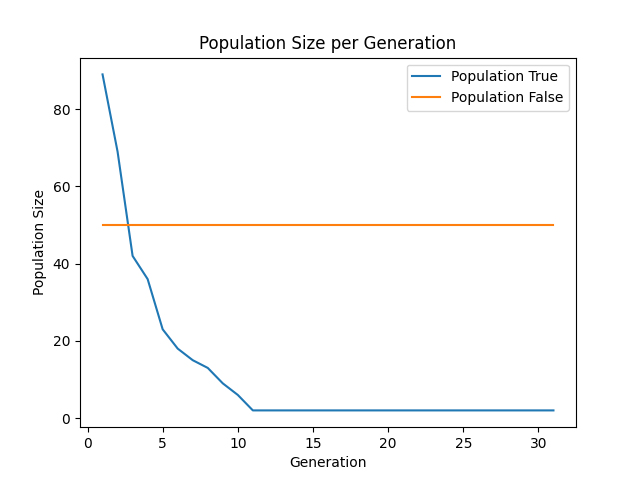 Population Size per Generation
Population True
Population False
Population Size
80
60
40
20
0
0 5 10 15 20 25 30
Generation